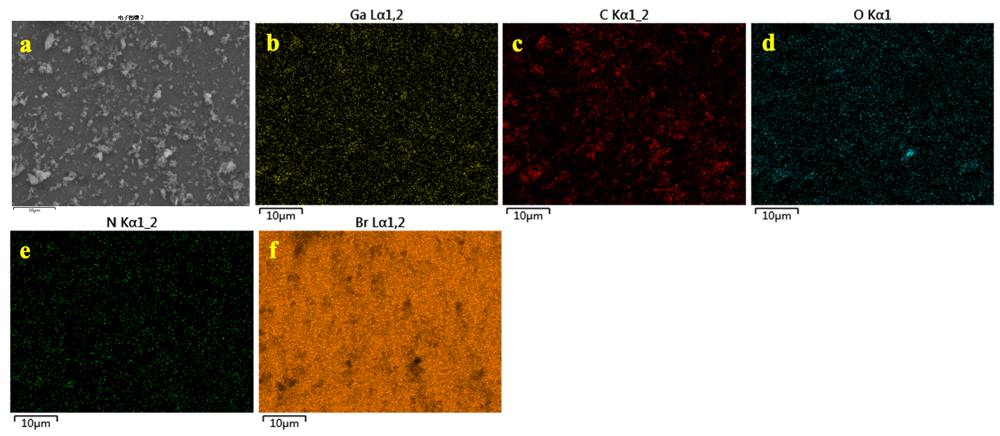 电子图像 2
a
10μm
Ga Lα1,2
b
10μm
C Kα1_2
c
10μm
O Kα1
d
10μm
N Kα1_2
e
10μm
Br Lα1,2
f
10μm